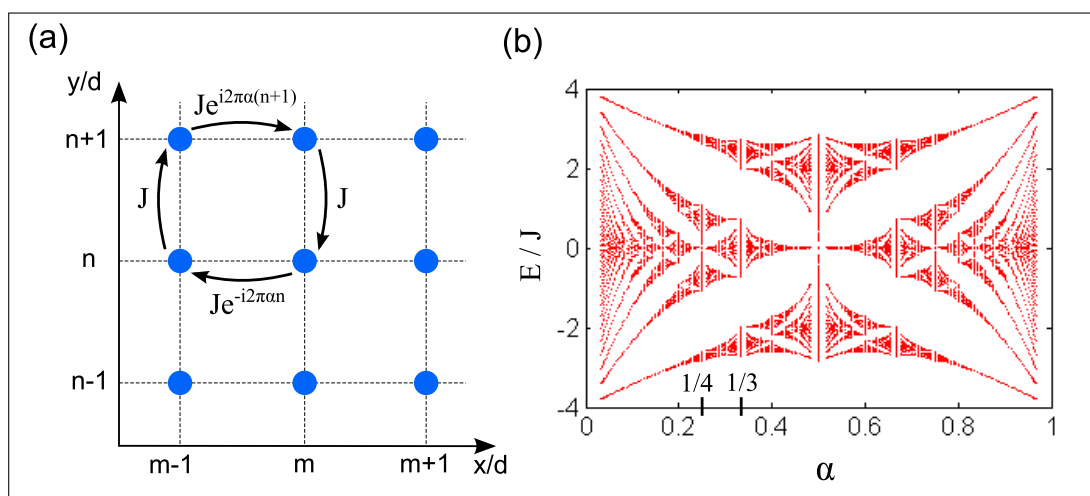 (a)
y/d
Je^{i2πα(n+1)}
n+1
J
J
n
Je^{-i2παn}
n-1
m-1
m
m+1
x/d
(b)
E / J
4
2
0
-2
-4
1/4
1/3
0
0.2
0.4
0.6
0.8
1
α